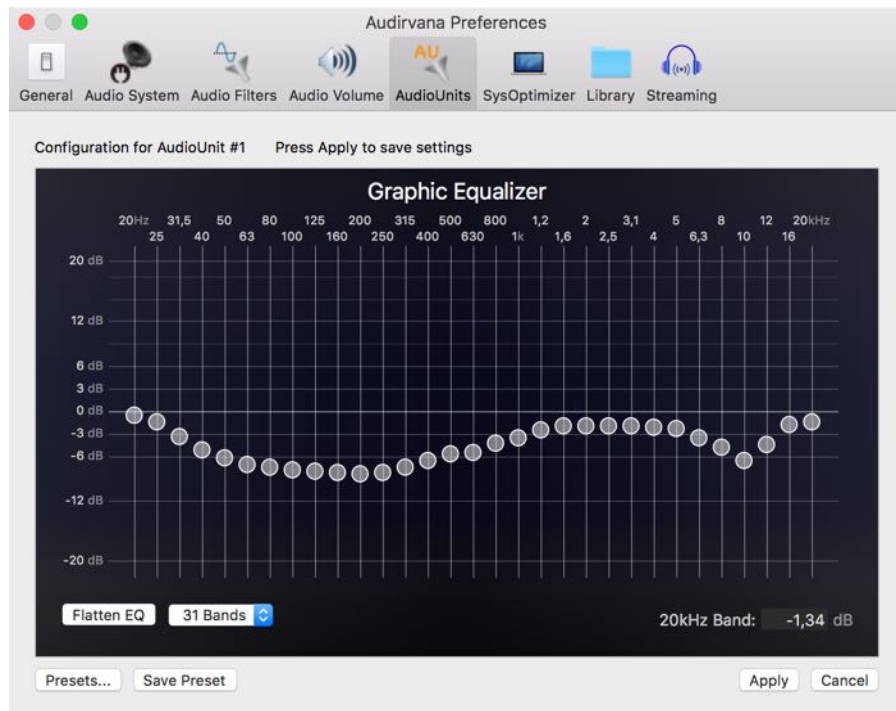 Audirvana Preferences
AU
General Audio System Audio Filters Audio Volume AudioUnits SysOptimizer Library Streaming
Configuration for AudioUnit #1 Press Apply to save settings
Graphic Equalizer
20Hz 31,5 50 80 125 200 315 500 800 1,2 2 3,1 5 8 12 20kHz
25 40 63 100 160 250 400 630 1k 1,6 2,5 4 6,3 10 16
20 dB
12 dB
6 dB
3 dB
0 dB
-3 dB
-6 dB
-12 dB
-20 dB
Flatten EQ 31 Bands 20kHz Band: -1,34 dB
Presets... Save Preset Apply Cancel